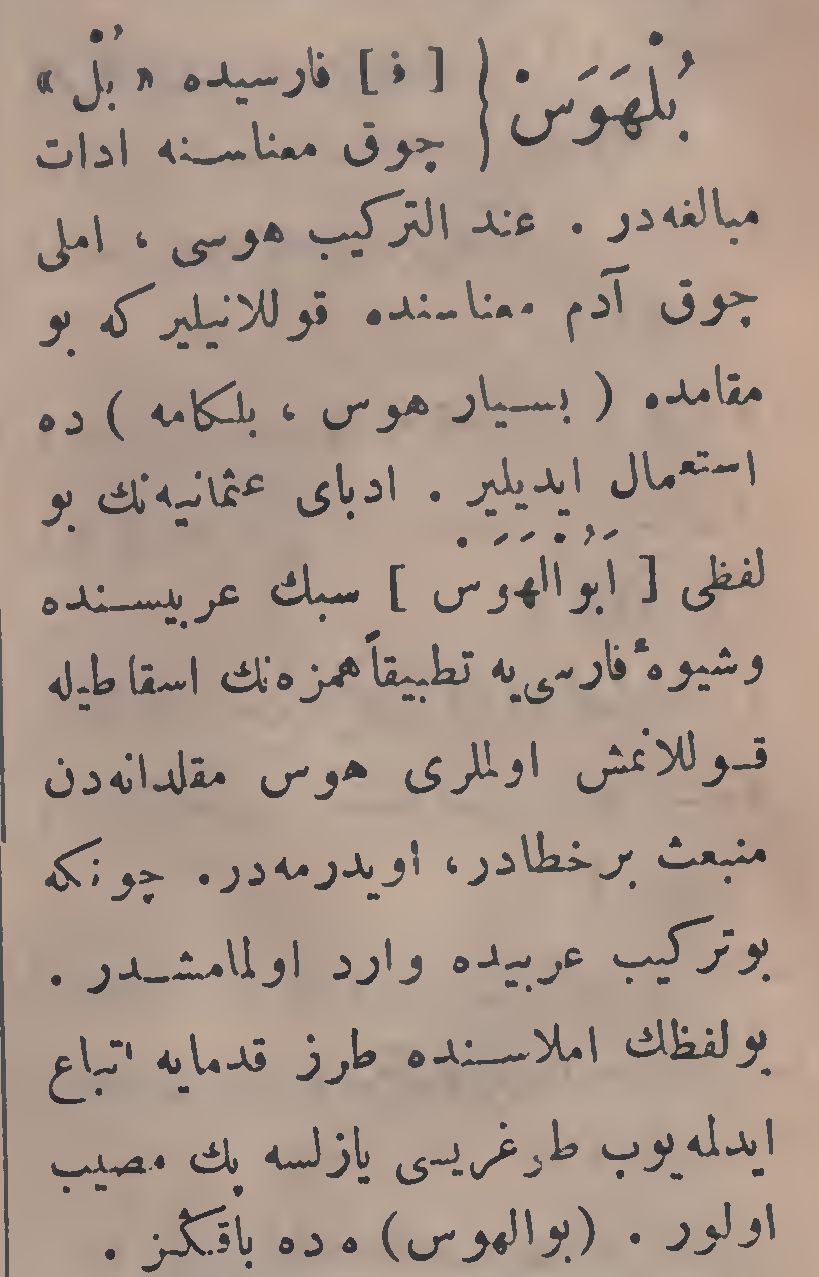 بُلْهَوَسْ { [ ف ] فارسیده « بُلْ »
چوق معناسنه ادات
مبالغه‌در . عند الترکیب هوسی ، املی
چوق آدم معناسنده قوللانیلیر که بو
مقامده ( بسیار هوس ، بلکامه ) ده
استعمال ایدیلیر . ادبای عثمانیه‌نك بو
لفظی [ اَبُوالْهَوَسْ ] سبك عربیسنده
وشیوهٔ فارسی‌یه تطبیقاً همزه‌نك اسقاطیله
قوللانمش اولملری هوس مقلدانه‌دن
منبعث برخطادر، اویدرمه‌در. چونکه
بوترکیب عربیده وارد اولمامشدر .
بولفظك املاسنده طرز قدمایه اتباع
ایدلمه‌یوب طوغریسی یازلسه پك مصیب
اولور . (بوالهوس) ه ده باقڭز .